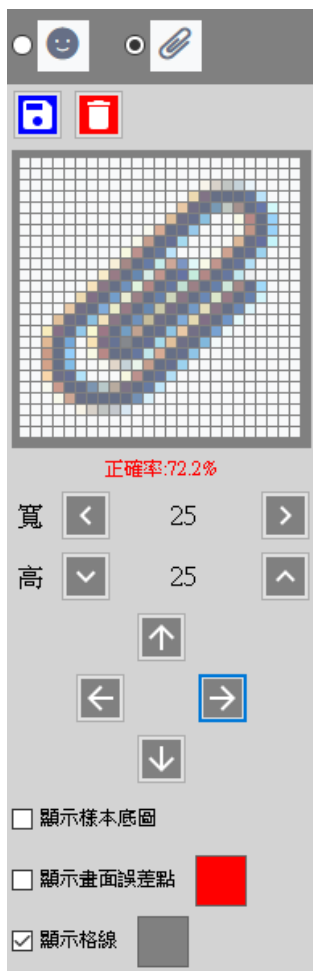 正確率:72.2%
寬 25
高 25
顯示樣本底圖
顯示畫面誤差點
顯示格線